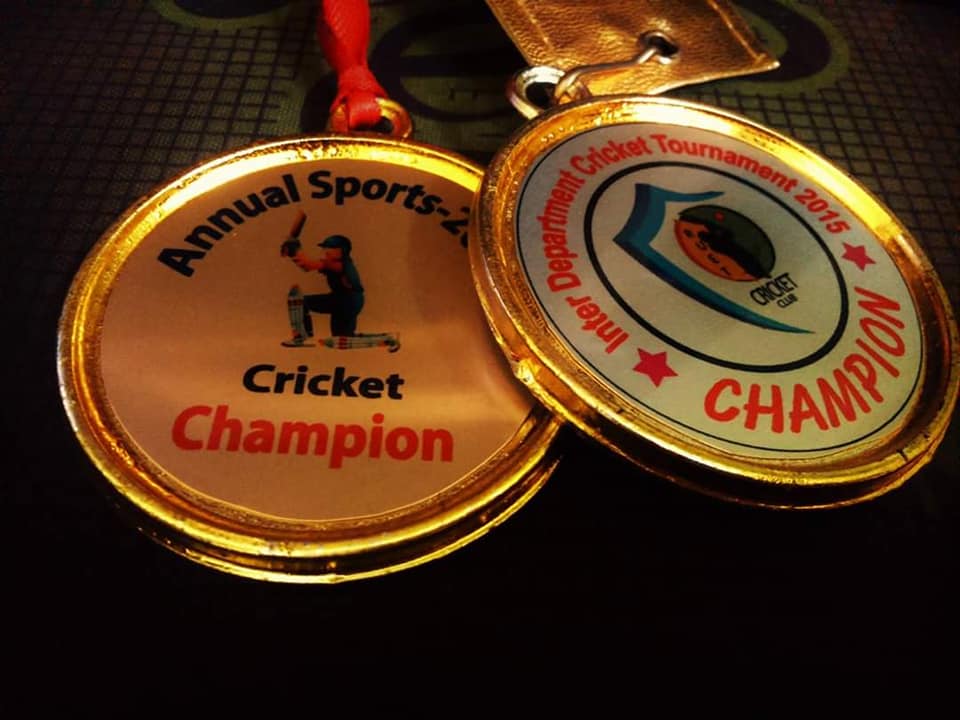 Annual Sports-2
Cricket
Champion
Inter Department Cricket Tournament 2015
CRICKET
CLUB
CHAMPION